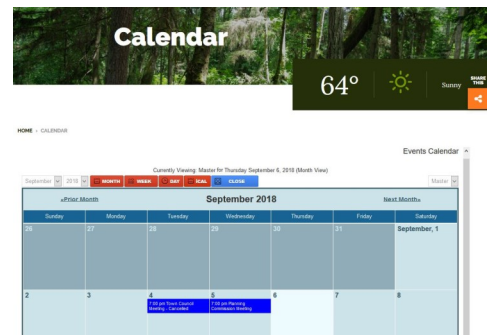 Calendar
64°
Sunny
SHARE
THIS
HOME » CALENDAR
Events Calendar
Currently Viewing: Master for Thursday September 6, 2018 (Month View)
September 2018 MONTH WEEK DAY ICAL CLOSE Master
«Prior Month September 2018 Next Month»
Sunday Monday Tuesday Wednesday Thursday Friday Saturday
26 27 28 29 30 31 September, 1
2 3 4 5 6 7 8
7:00 pm Town Council
Meeting - Cancelled
7:00 pm Planning
Commission Meeting